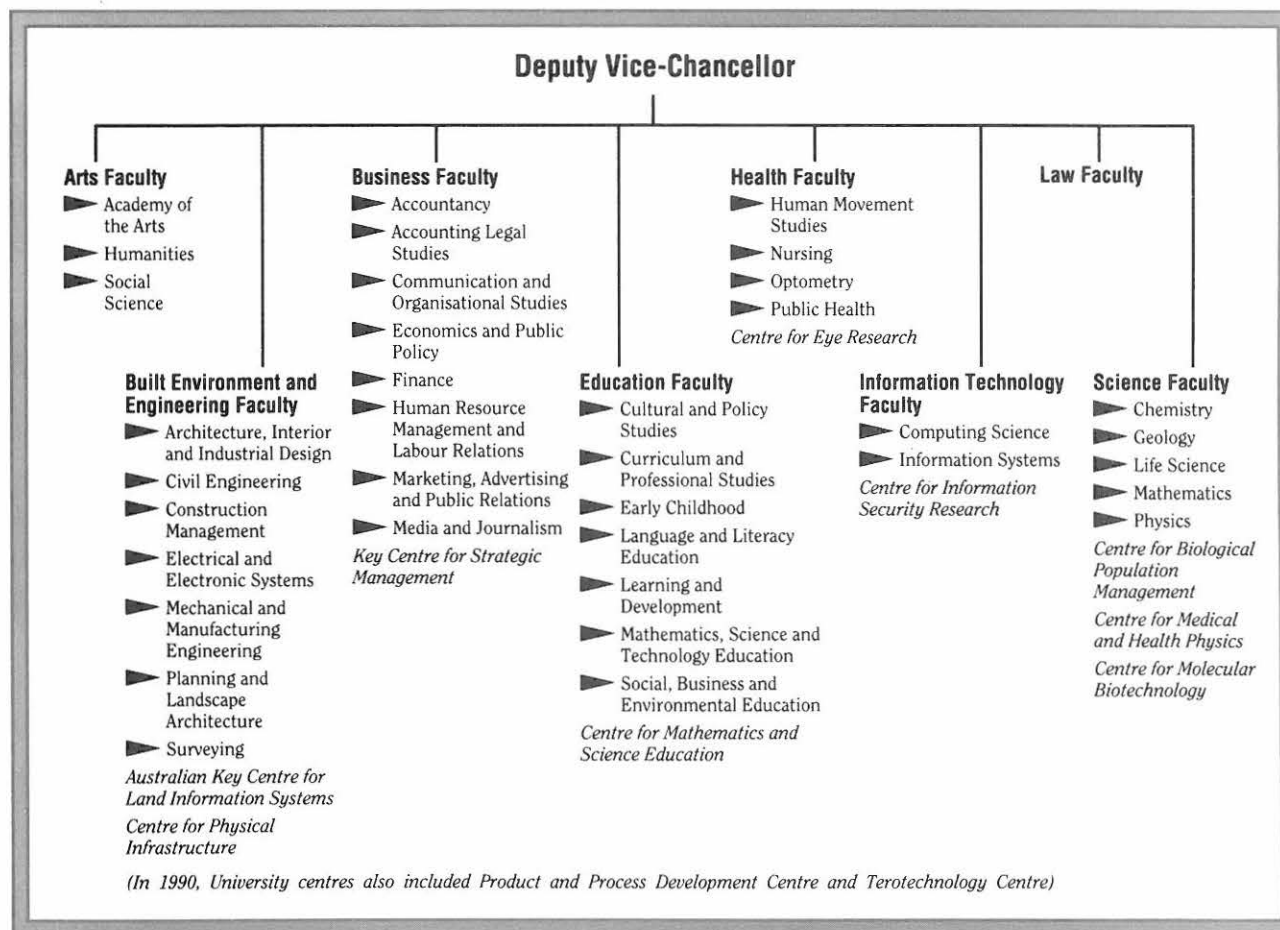 Deputy Vice-Chancellor
Arts Faculty
Academy of
the Arts
Humanities
Social
Science
Built Environment and
Engineering Faculty
Architecture, Interior
and Industrial Design
Civil Engineering
Construction
Management
Electrical and
Electronic Systems
Mechanical and
Manufacturing
Engineering
Planning and
Landscape
Architecture
Surveying
Australian Key Centre for
Land Information Systems
Centre for Physical
Infrastructure
Business Faculty
Accountancy
Accounting Legal
Studies
Communication and
Organisational Studies
Economics and Public
Policy
Finance
Human Resource
Management and
Labour Relations
Marketing, Advertising
and Public Relations
Media and Journalism
Key Centre for Strategic
Management
Education Faculty
Cultural and Policy
Studies
Curriculum and
Professional Studies
Early Childhood
Language and Literacy
Education
Learning and
Development
Mathematics, Science and
Technology Education
Social, Business and
Environmental Education
Centre for Mathematics and
Science Education
Health Faculty
Human Movement
Studies
Nursing
Optometry
Public Health
Centre for Eye Research
Information Technology
Faculty
Computing Science
Information Systems
Centre for Information
Security Research
Law Faculty
Science Faculty
Chemistry
Geology
Life Science
Mathematics
Physics
Centre for Biological
Population
Management
Centre for Medical
and Health Physics
Centre for Molecular
Biotechnology
(In 1990, University centres also included Product and Process Development Centre and Terotechnology Centre)